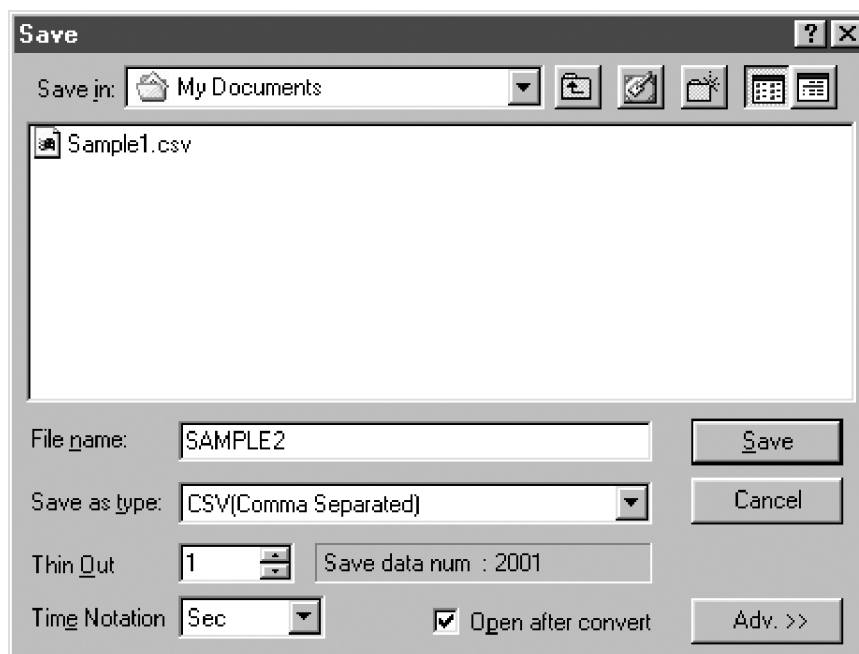 Save
Save in: My Documents
Sample1.csv
File name: SAMPLE2 Save
Save as type: CSV(Comma Separated) Cancel
Thin Out 1 Save data num : 2001
Time Notation Sec Open after convert Adv. >>